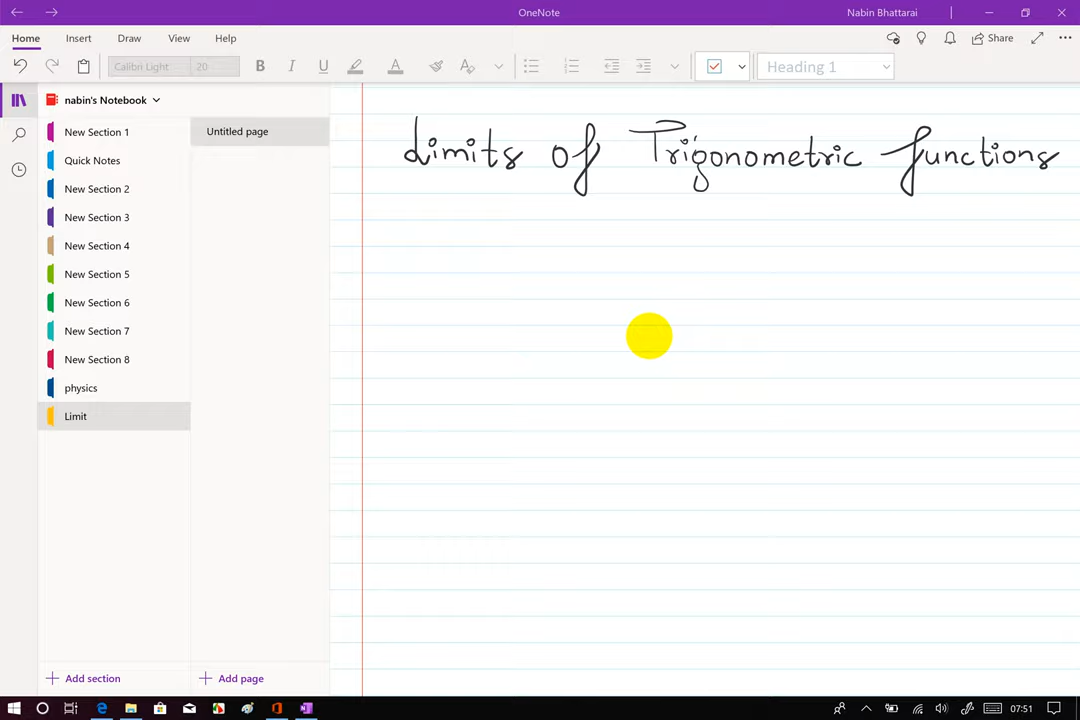 OneNote
Nabin Bhattarai
Home Insert Draw View Help
Share
Calibri Light 20 B I U A Heading 1
nabin's Notebook
New Section 1
Quick Notes
New Section 2
New Section 3
New Section 4
New Section 5
New Section 6
New Section 7
New Section 8
physics
Limit
Add section
Untitled page
Add page
Limits of Trigonometric functions
07:51